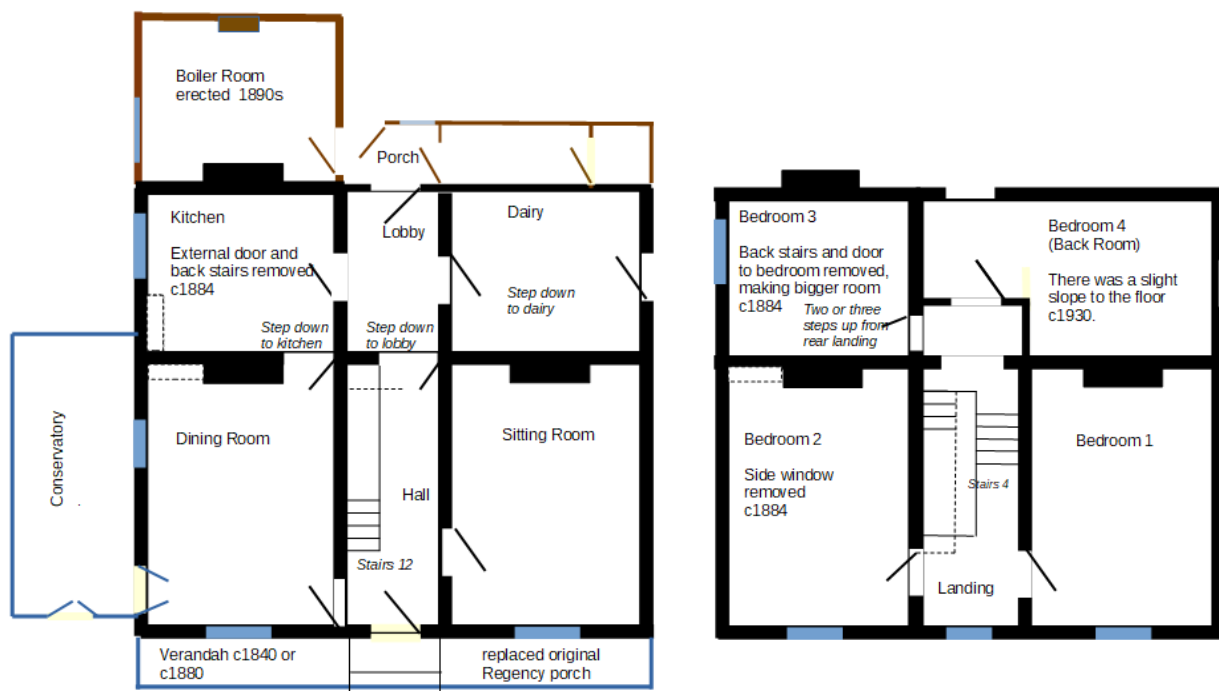 Boiler Room
erected 1890s
Porch
Kitchen
External door and
back stairs removed
c1884
Lobby
Dairy
Step down
to dairy
Step down
to kitchen
Step down
to lobby
Conservatory
Dining Room
Hall
Stairs 12
Sitting Room
Verandah c1840 or
c1880
replaced original
Regency porch
Bedroom 3
Back stairs and door
to bedroom removed,
making bigger room
c1884
Two or three
steps up from
rear landing
Bedroom 4
(Back Room)
There was a slight
slope to the floor
c1930.
Bedroom 2
Side window
removed
c1884
Stairs 4
Landing
Bedroom 1